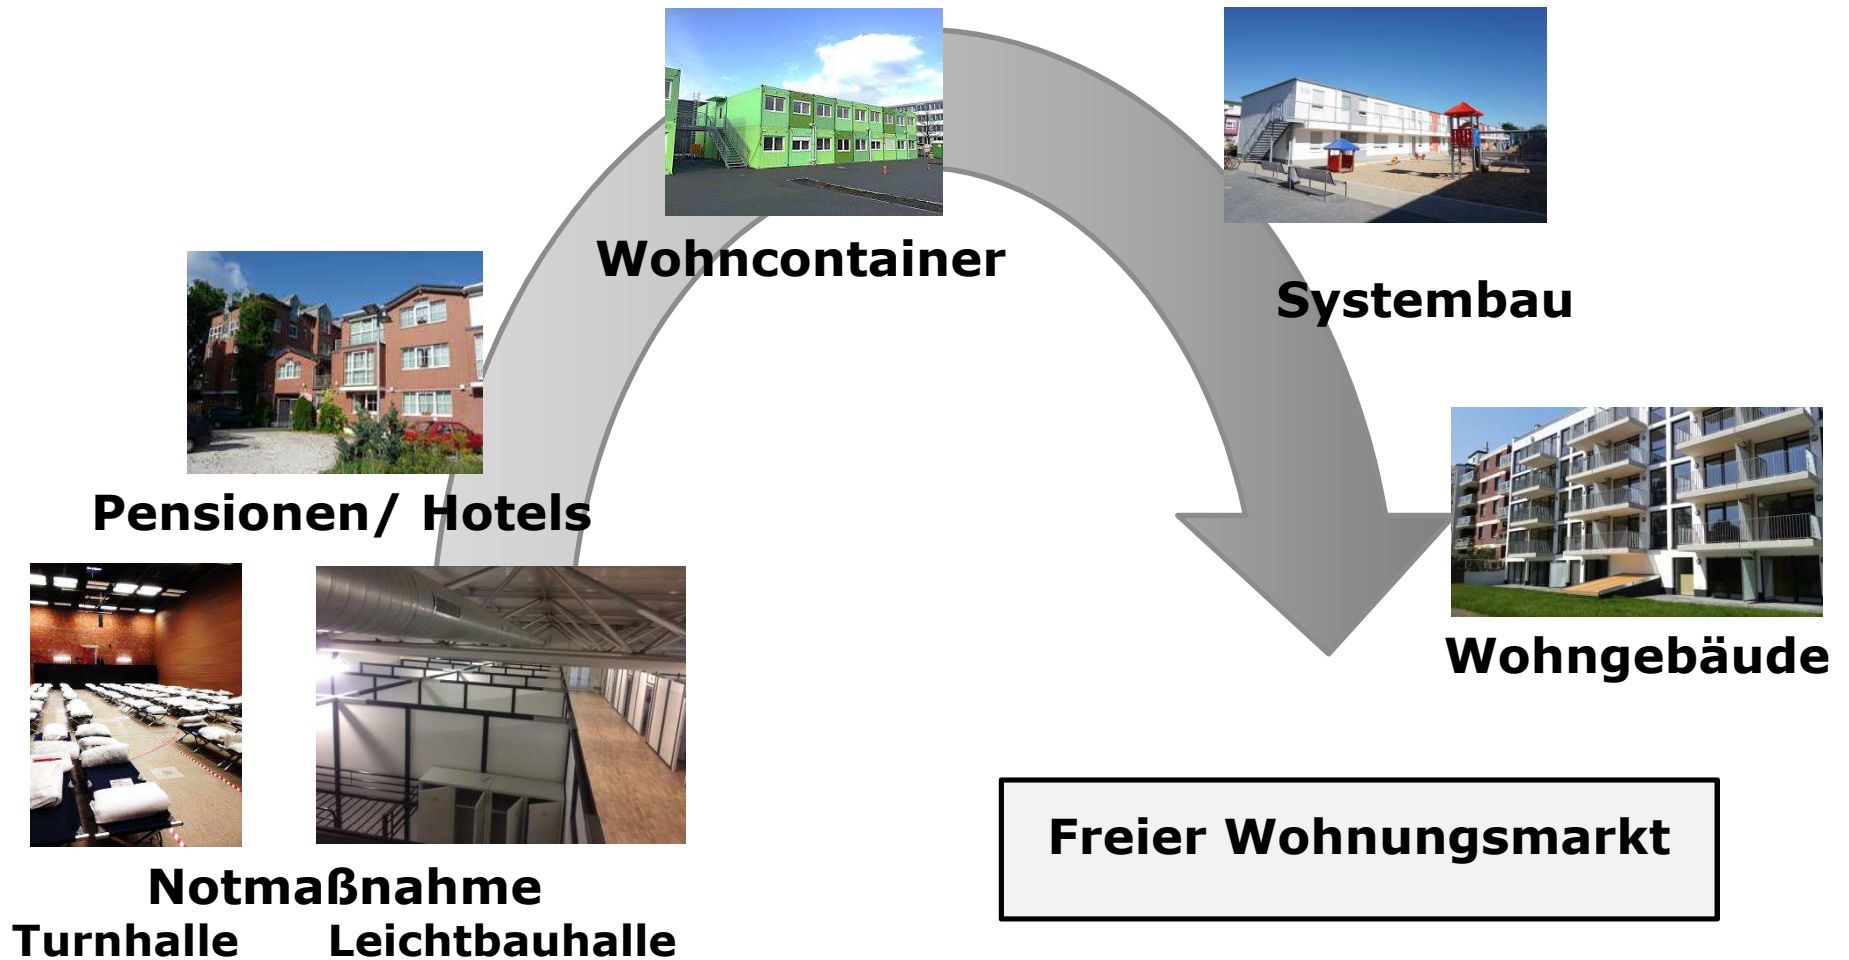 Wohncontainer
Systembau
Pensionen/ Hotels
Wohngebäude
Freier Wohnungsmarkt
Notmaßnahme
Turnhalle Leichtbauhalle